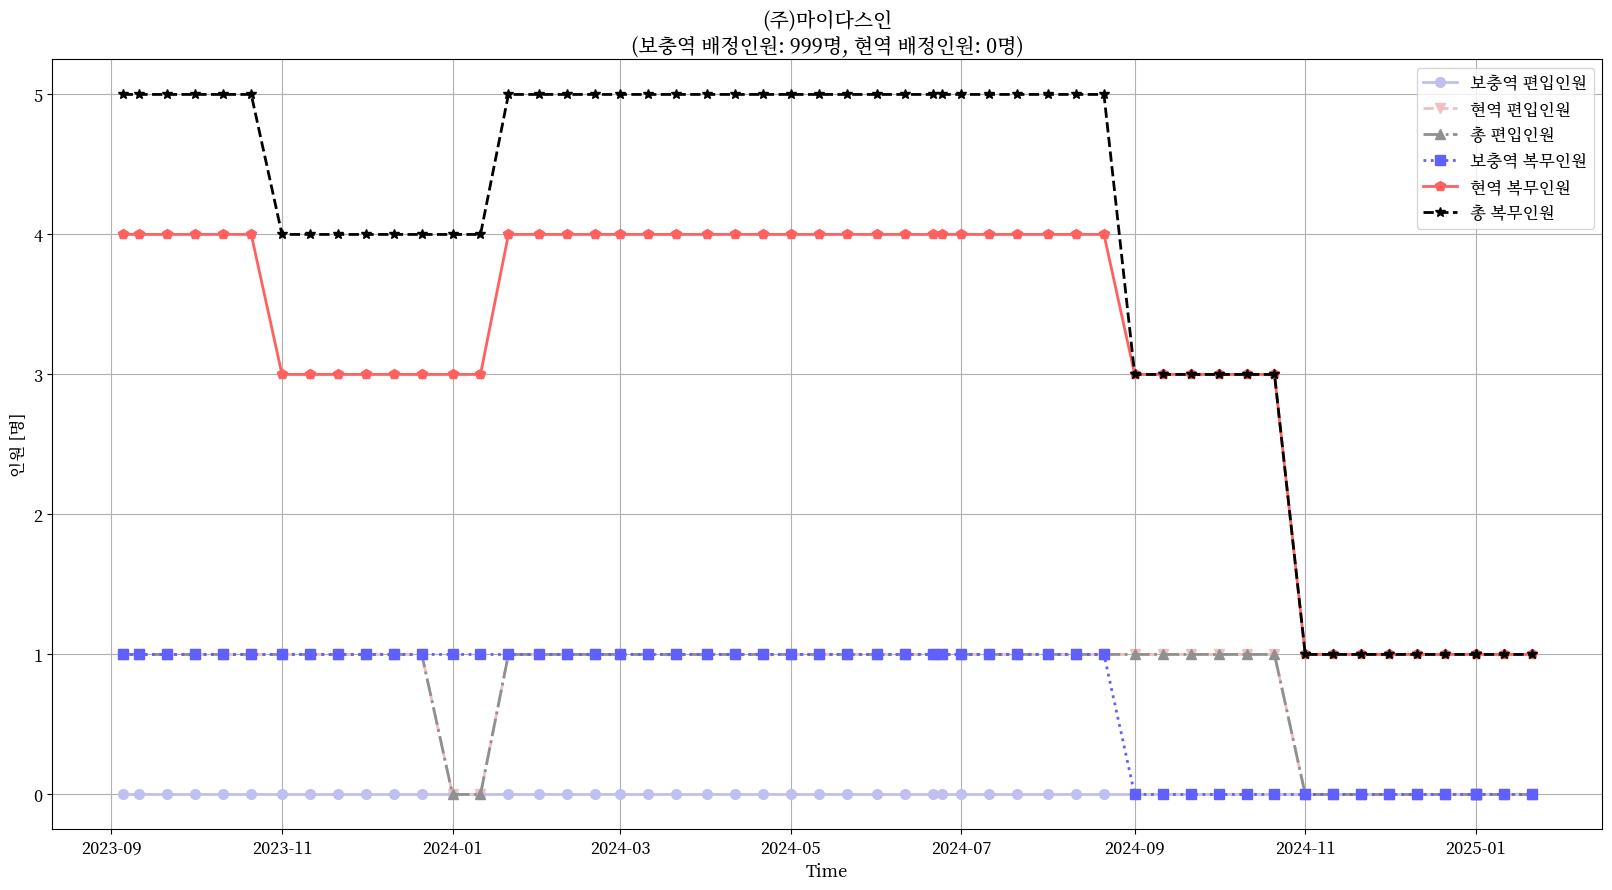 (주)마이다스인
(보충역 배정인원: 999명, 현역 배정인원: 0명)
보충역 편입인원
현역 편입인원
총 편입인원
보충역 복무인원
현역 복무인원
총 복무인원
인원 [명]
5
4
3
2
1
0
2023-09
2023-11
2024-01
2024-03
2024-05
2024-07
2024-09
2024-11
2025-01
Time